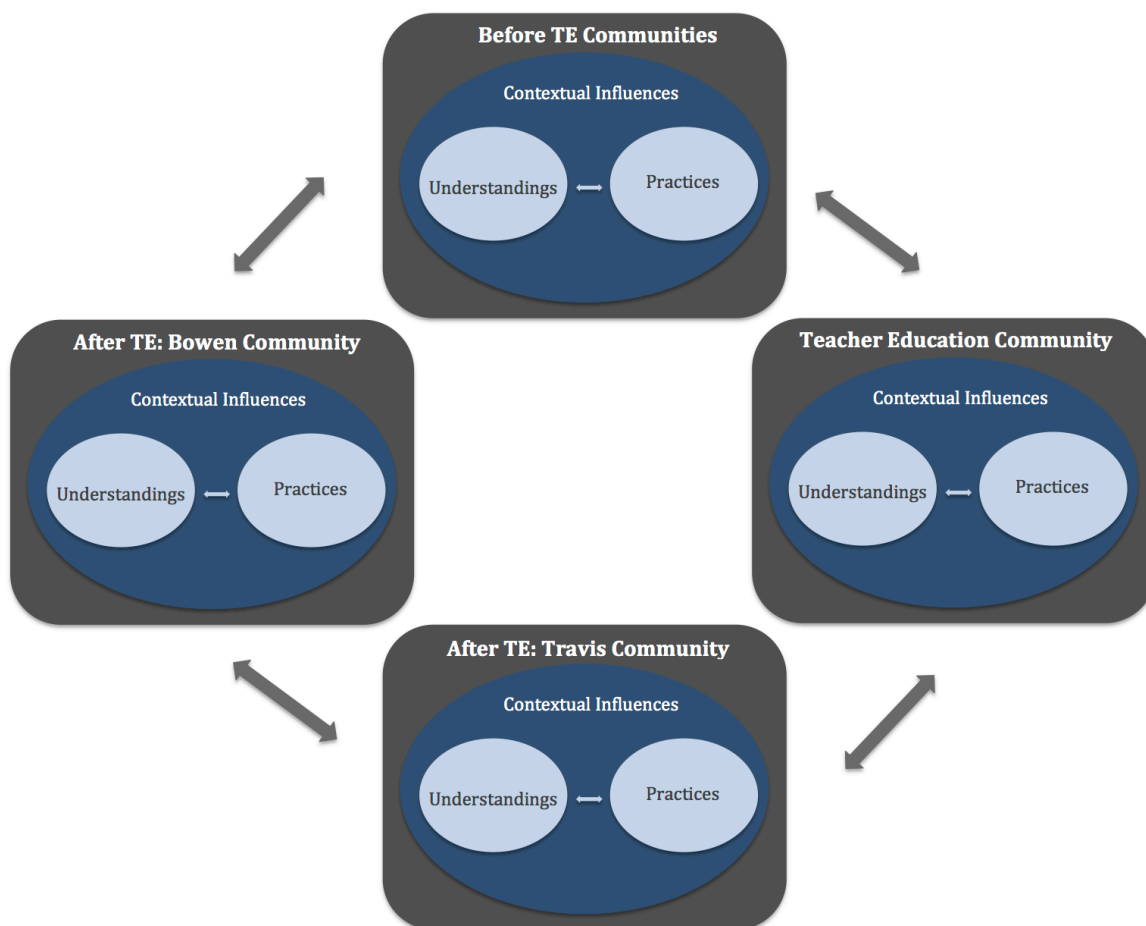 Before TE Communities
Contextual Influences
Understandings
Practices
After TE: Bowen Community
Contextual Influences
Understandings
Practices
Teacher Education Community
Contextual Influences
Understandings
Practices
After TE: Travis Community
Contextual Influences
Understandings
Practices